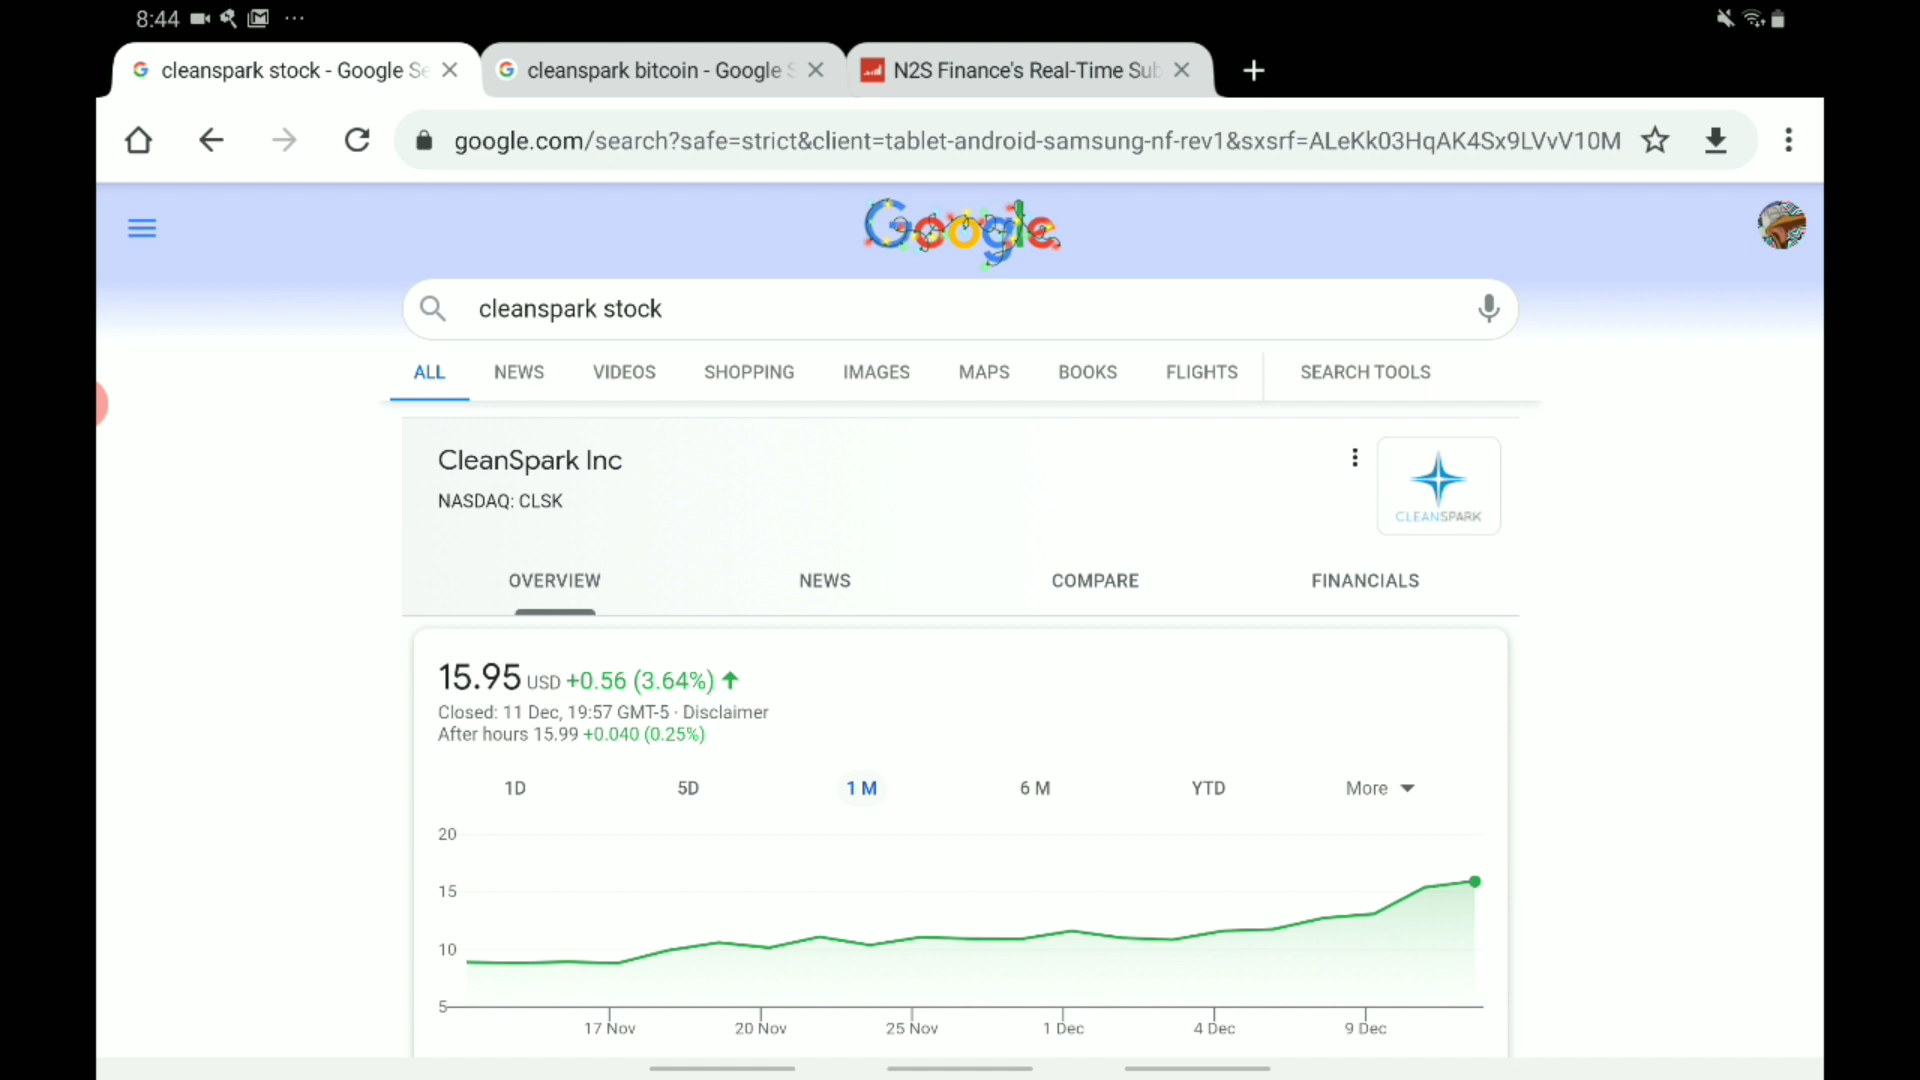 8:44
cleanspark stock - Google Se
cleanspark bitcoin - Google S
N2S Finance's Real-Time Sub
google.com/search?safe=strict&client=tablet-android-samsung-nf-rev1&sxsrf=ALeKk03HqAK4Sx9LVvV10M
Google
cleanspark stock
ALL NEWS VIDEOS SHOPPING IMAGES MAPS BOOKS FLIGHTS SEARCH TOOLS
CleanSpark Inc
NASDAQ: CLSK
CLEANSPARK
OVERVIEW NEWS COMPARE FINANCIALS
15.95 USD +0.56 (3.64%)
Closed: 11 Dec, 19:57 GMT-5 · Disclaimer
After hours 15.99 +0.040 (0.25%)
1D 5D 1 M 6 M YTD More
20
15
10
5
17 Nov 20 Nov 25 Nov 1 Dec 4 Dec 9 Dec